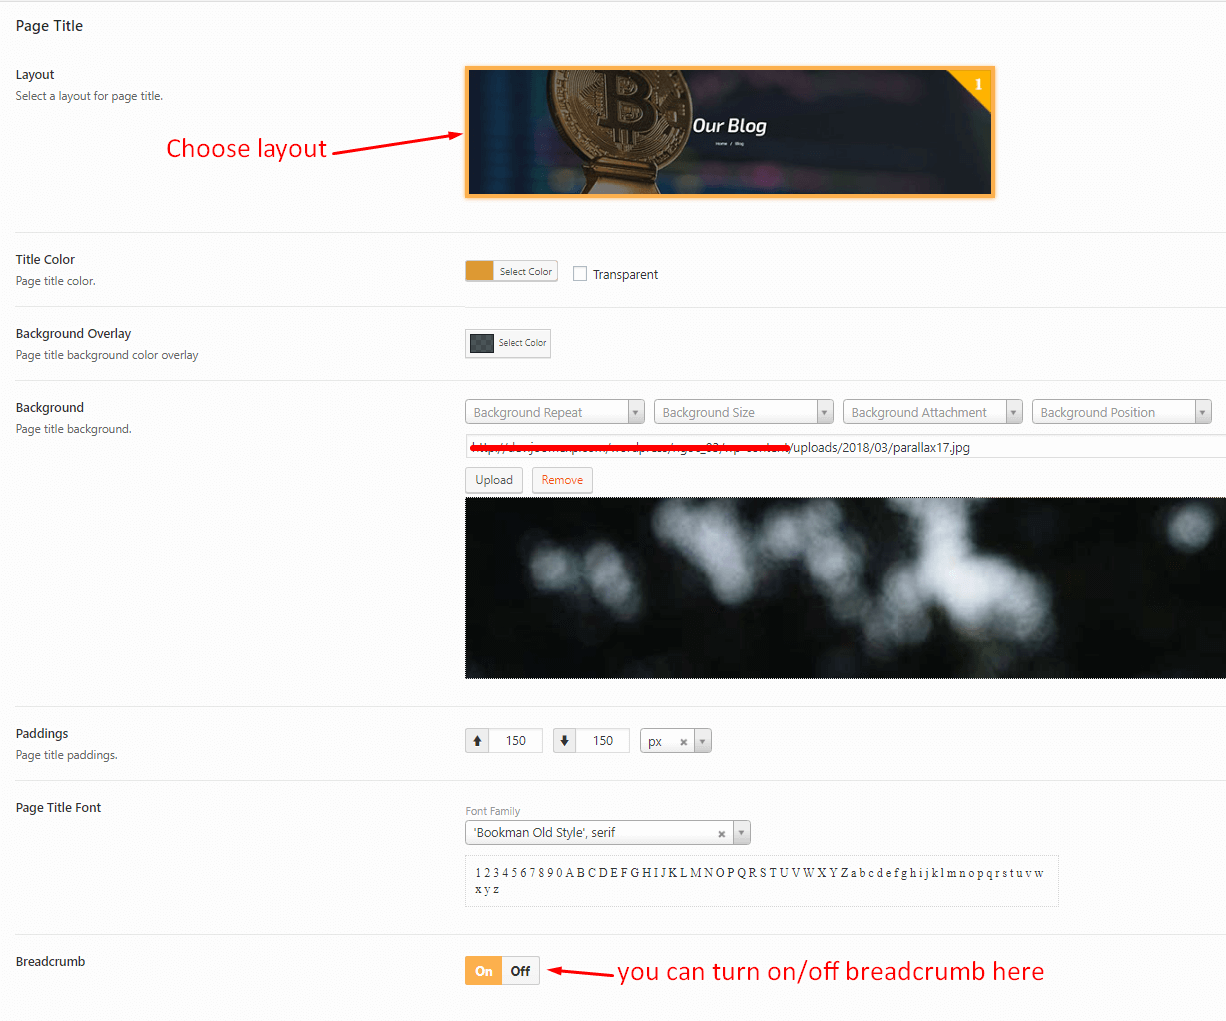 Page Title
Layout
Select a layout for page title.
Choose layout
1
Our Blog
Home / Blog
Title Color
Page title color.
Select Color
Transparent
Background Overlay
Page title background color overlay
Select Color
Background
Page title background.
Background Repeat Background Size Background Attachment Background Position
/uploads/2018/03/parallax17.jpg
Upload Remove
Paddings
Page title paddings.
150 150 px
Page Title Font
Font Family
'Bookman Old Style', serif
1 2 3 4 5 6 7 8 9 0 A B C D E F G H I J K L M N O P Q R S T U V W X Y Z a b c d e f g h i j k l m n o p q r s t u v w
x y z
Breadcrumb
On Off
you can turn on/off breadcrumb here